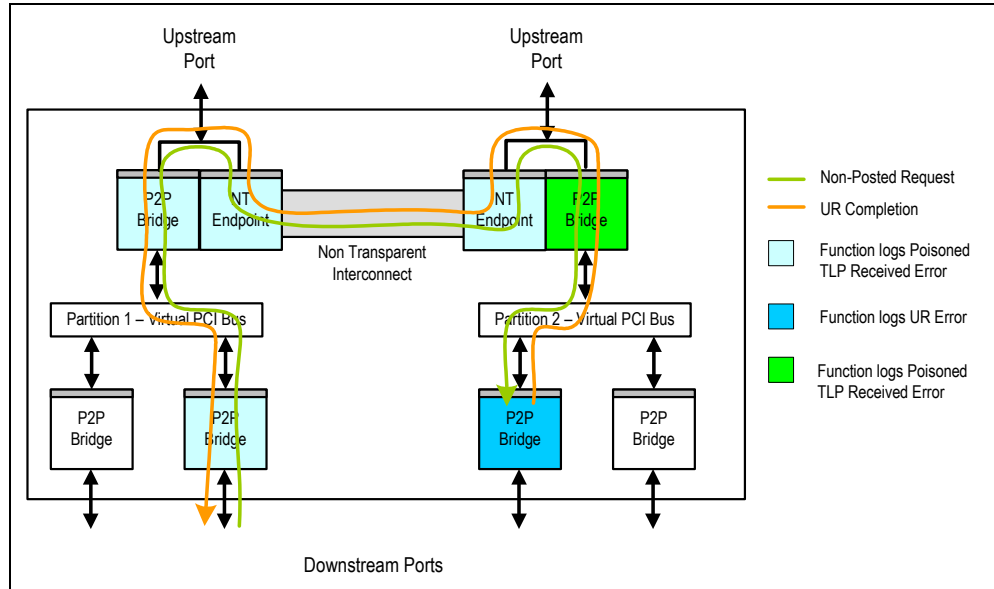 Upstream
Port
Upstream
Port
P2P
Bridge
NT
Endpoint
Non Transparent
Interconnect
NT
Endpoint
P2P
Bridge
Non-Posted Request
UR Completion
Function logs Poisoned
TLP Received Error
Function logs UR Error
Function logs Poisoned
TLP Received Error
Partition 1 – Virtual PCI Bus
Partition 2 – Virtual PCI Bus
P2P
Bridge
P2P
Bridge
P2P
Bridge
P2P
Bridge
Downstream Ports